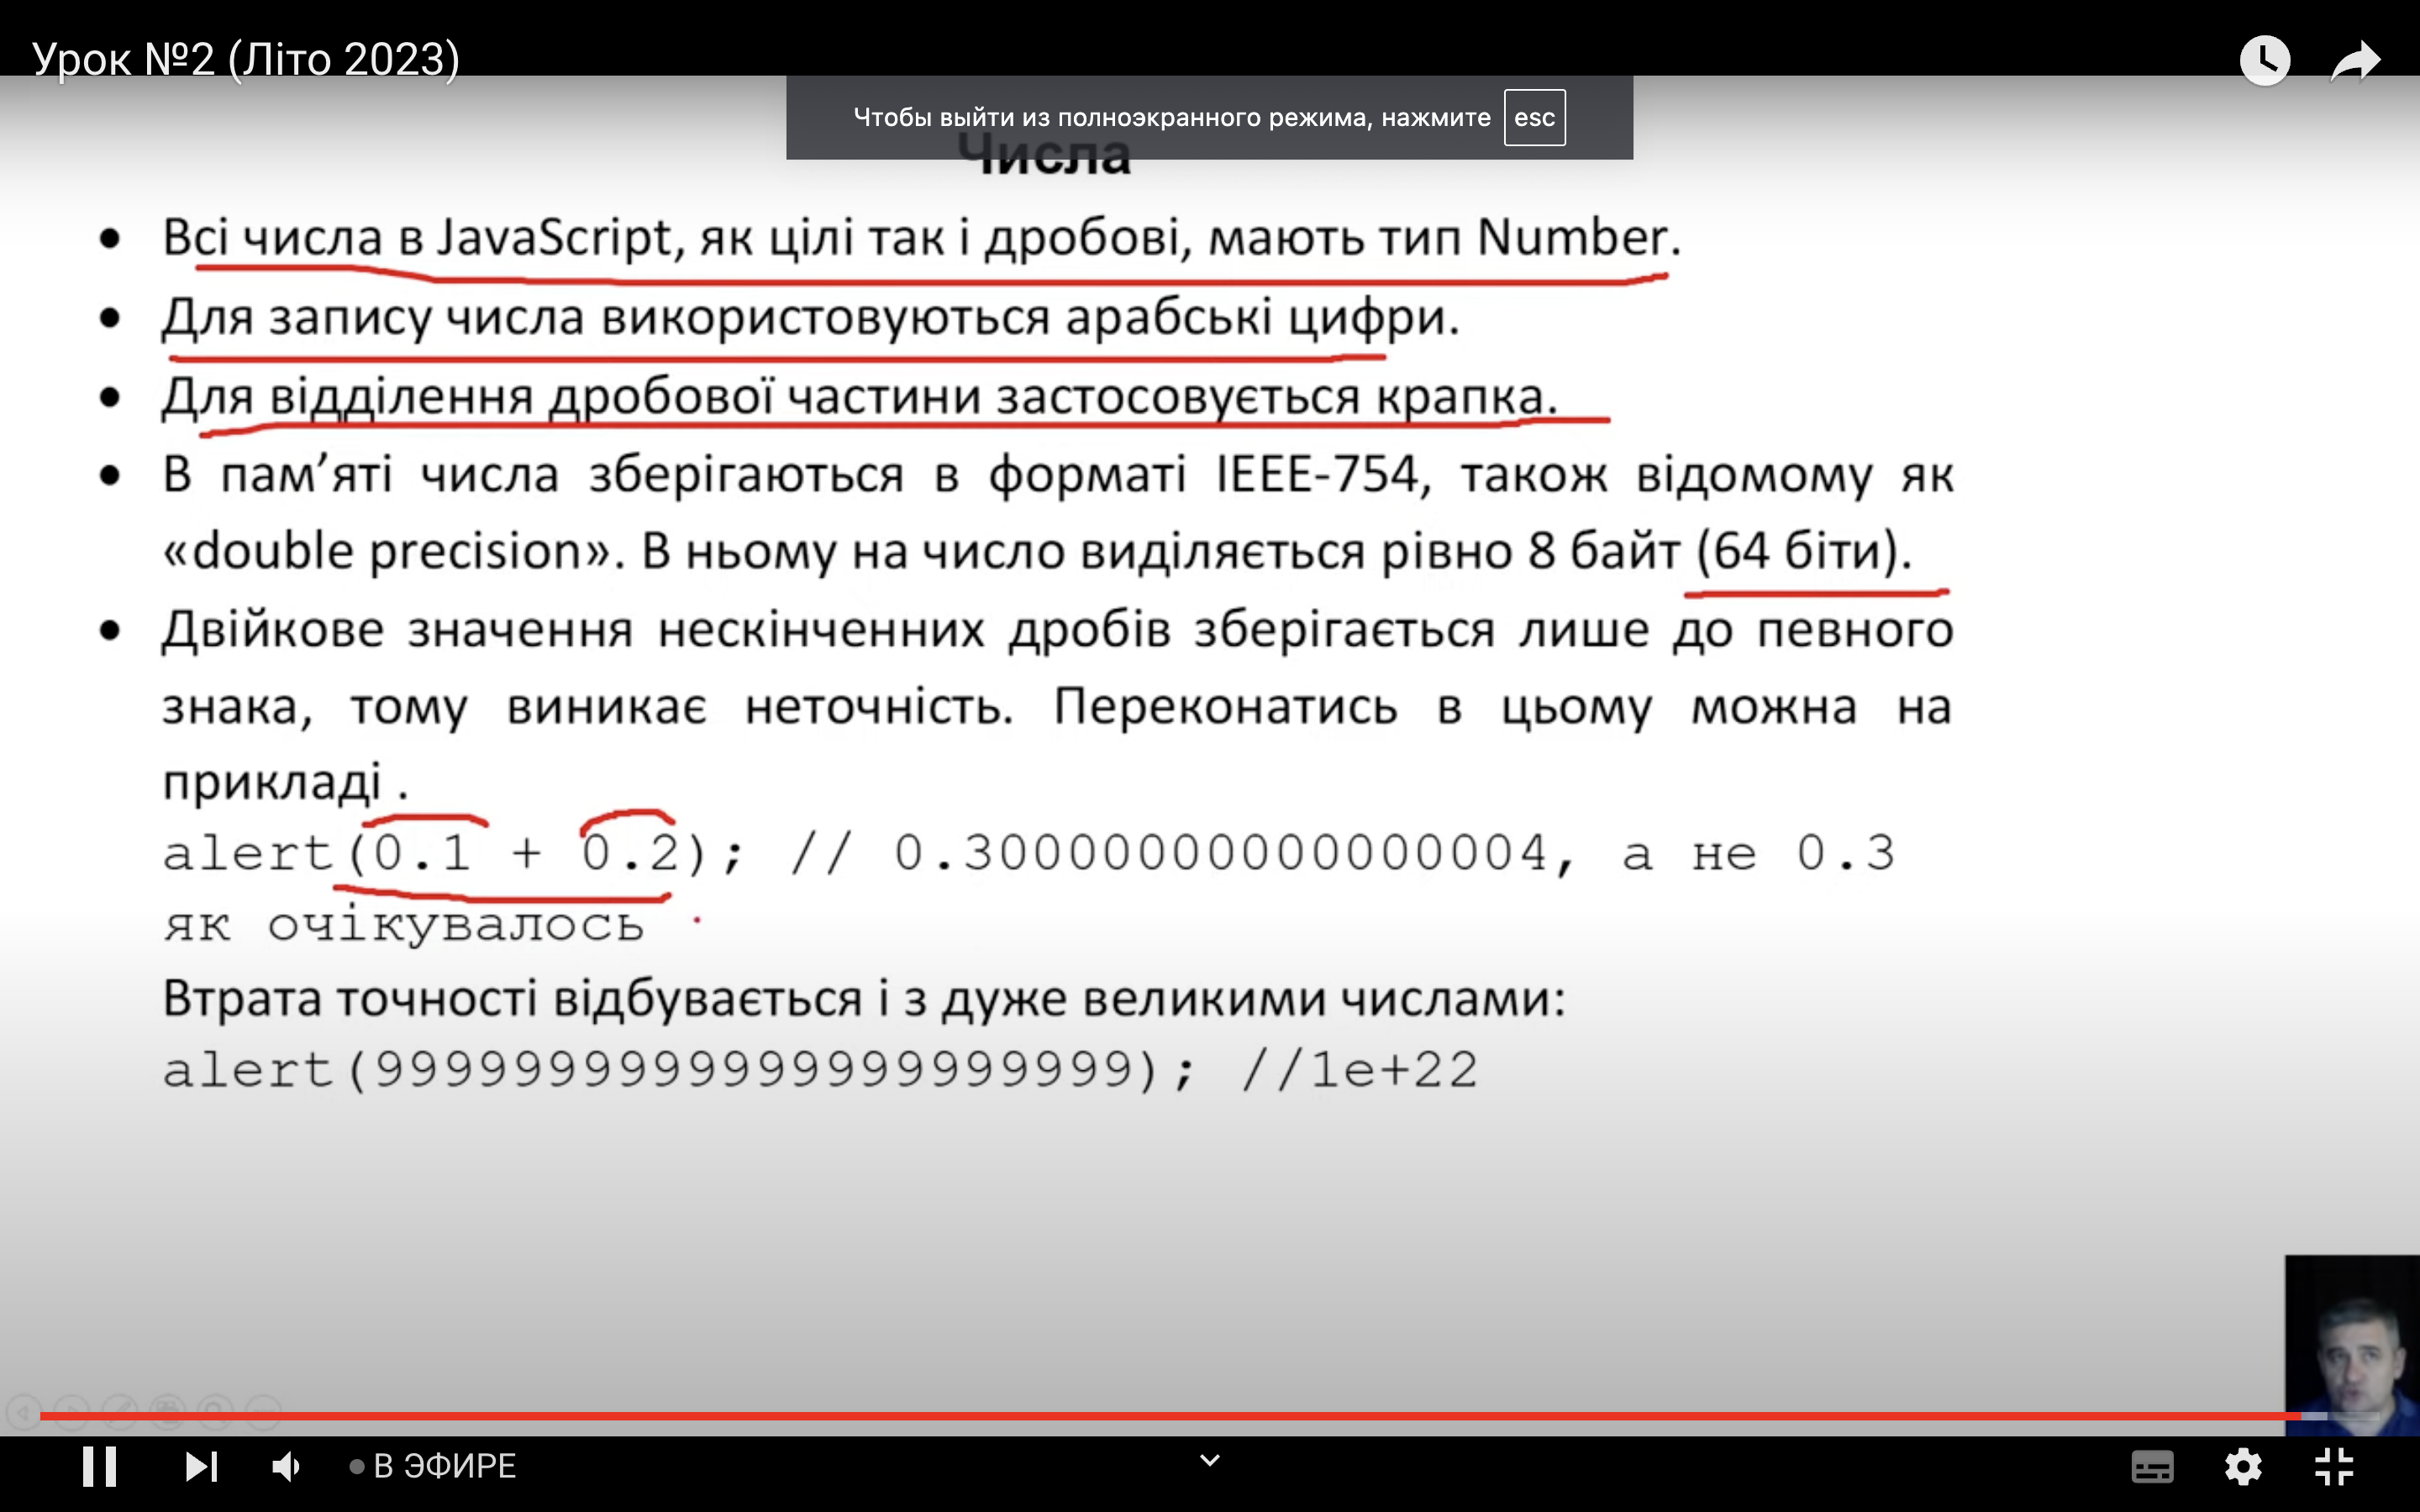 Урок №2 (Літо 2023)
Чтобы выйти из полноэкранного режима, нажмите esc
Числа
• Всі числа в JavaScript, як цілі так і дробові, мають тип Number.
• Для запису числа використовуються арабські цифри.
• Для відділення дробової частини застосовується крапка.
• В пам’яті числа зберігаються в форматі IEEE-754, також відомому як
«double precision». В ньому на число виділяється рівно 8 байт (64 біти).
• Двійкове значення нескінченних дробів зберігається лише до певного
знака, тому виникає неточність. Переконатись в цьому можна на
прикладі .
alert(0.1 + 0.2); // 0.30000000000000004, а не 0.3
як очікувалось
Втрата точності відбувається і з дуже великими числами:
alert(9999999999999999999999); //1e+22
В ЭФИРЕ